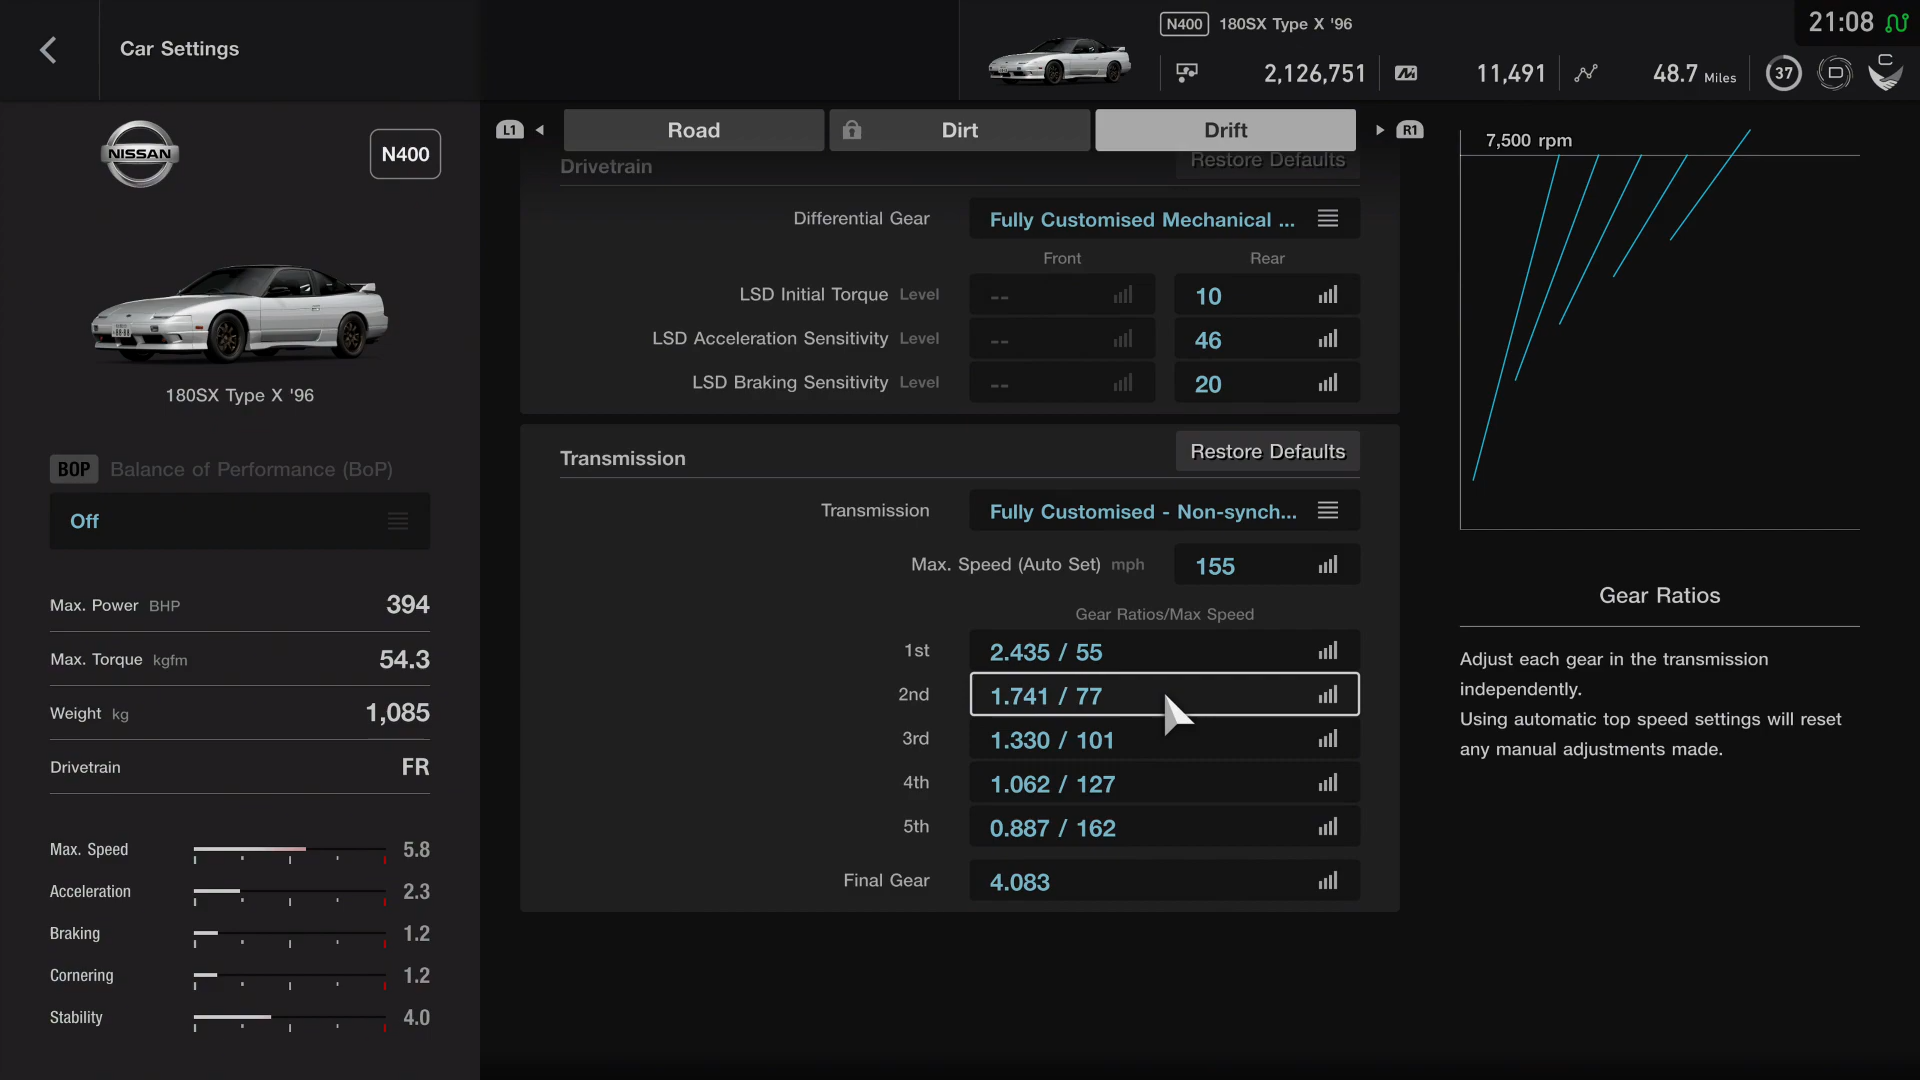 Car Settings
N400 180SX Type X '96
2,126,751
11,491
48.7 Miles
37
D
C
21:08
NISSAN
N400
180SX Type X '96
BOP Balance of Performance (BoP)
Off
Max. Power BHP 394
Max. Torque kgfm 54.3
Weight kg 1,085
Drivetrain FR
Max. Speed 5.8
Acceleration 2.3
Braking 1.2
Cornering 1.2
Stability 4.0
L1 Road Dirt Drift R1
Drivetrain Restore Defaults
Differential Gear Fully Customised Mechanical ...
Front Rear
LSD Initial Torque Level -- 10
LSD Acceleration Sensitivity Level -- 46
LSD Braking Sensitivity Level -- 20
Transmission Restore Defaults
Transmission Fully Customised - Non-synch...
Max. Speed (Auto Set) mph 155
Gear Ratios/Max Speed
1st 2.435 / 55
2nd 1.741 / 77
3rd 1.330 / 101
4th 1.062 / 127
5th 0.887 / 162
Final Gear 4.083
7,500 rpm
Gear Ratios
Adjust each gear in the transmission
independently.
Using automatic top speed settings will reset
any manual adjustments made.